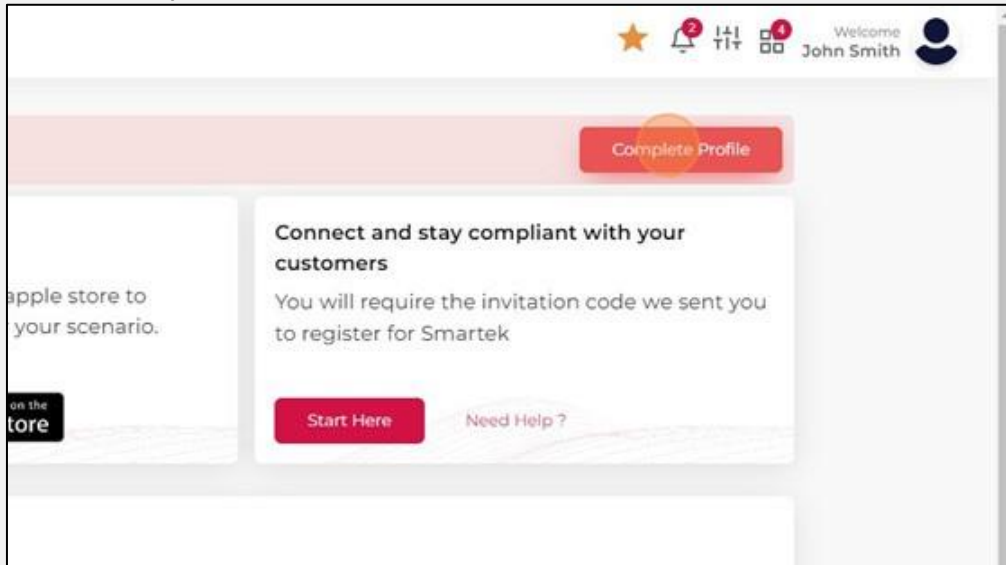 2
4
Welcome
John Smith
Complete Profile
Connect and stay compliant with your
customers
apple store to
You will require the invitation code we sent you
your scenario.
to register for Smartek
on the
tore
Start Here
Need Help ?